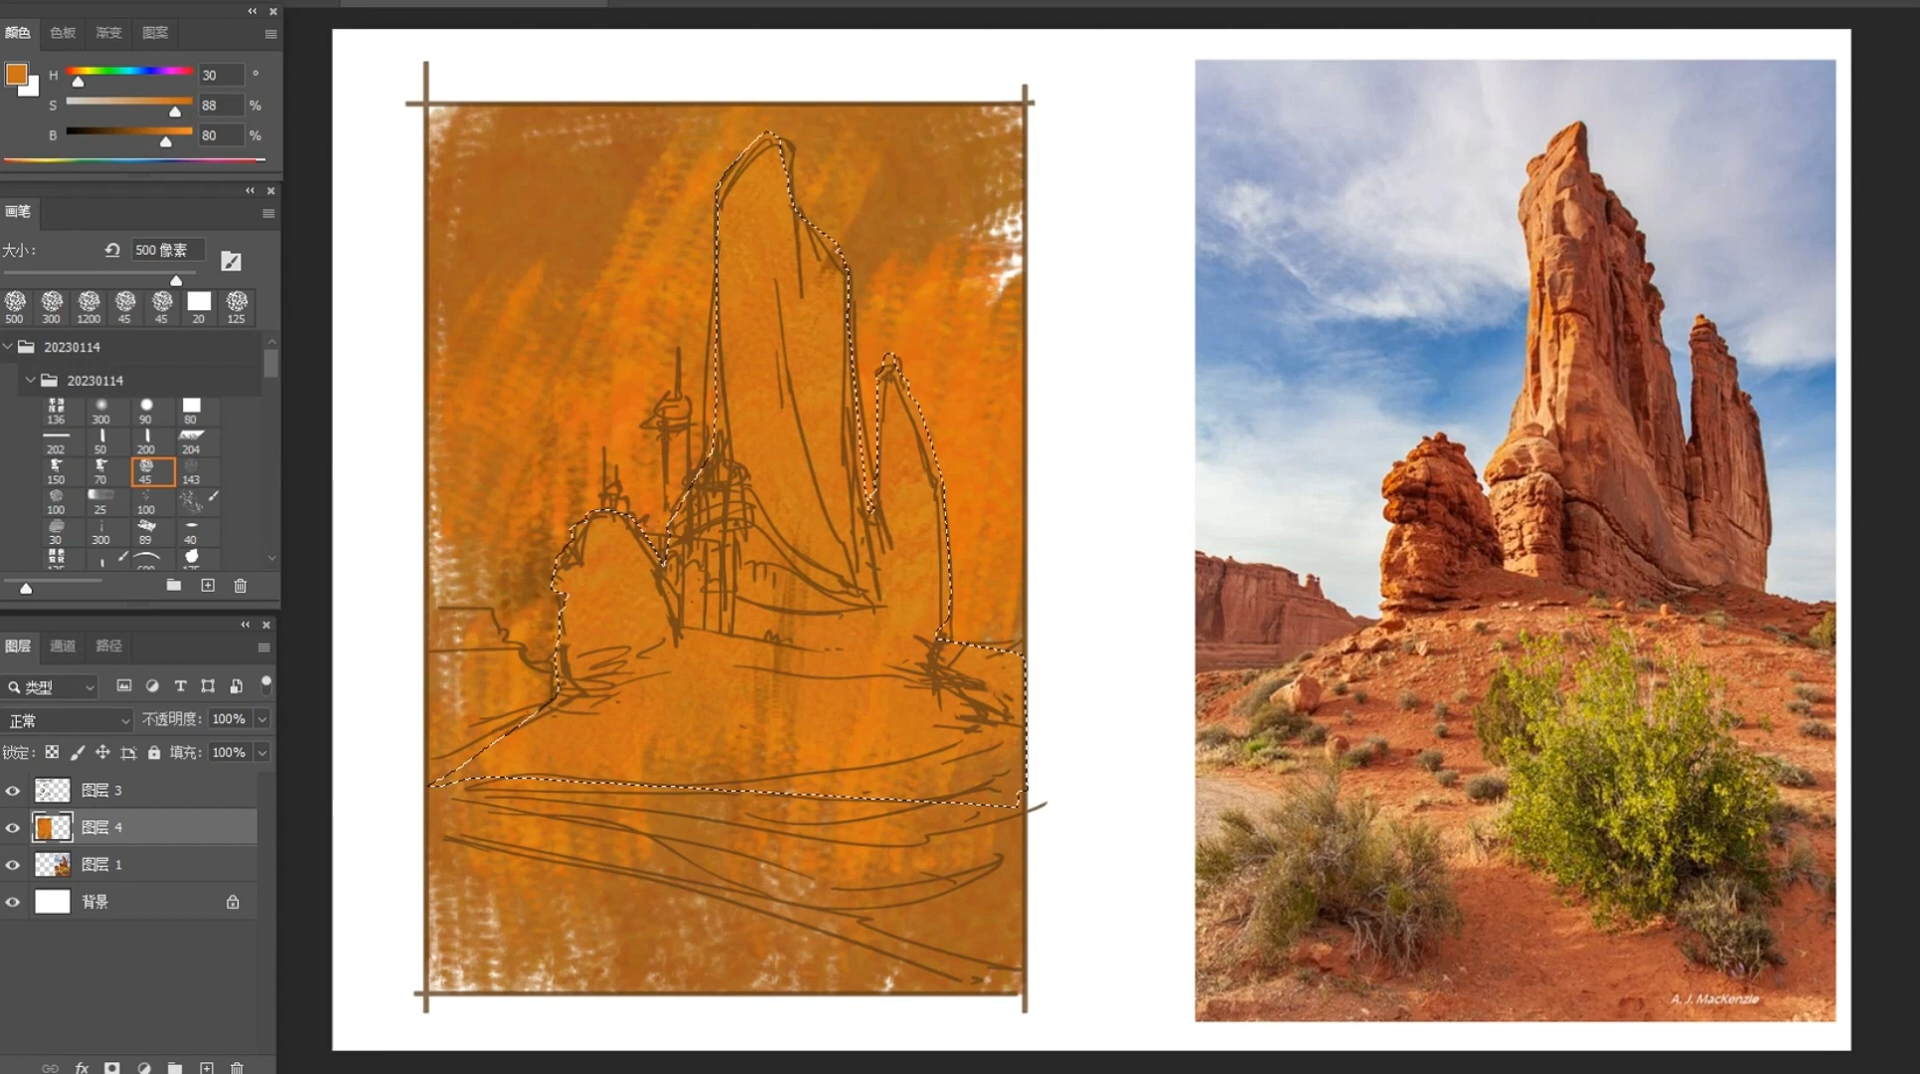 颜色 色板 渐变 图案
H 30 °
S 88 %
B 80 %
画笔
大小： 500 像素
500 300 1200 45 45 20 125
20230114
20230114
136 300 90 80
202 50 200 204
150 70 45 143
100 25 100
30 300 89 40
图层 通道 路径
类型
正常 不透明度： 100%
锁定： 填充： 100%
图层 3
图层 4
图层 1
背景
fx
A. J. MacKenzie